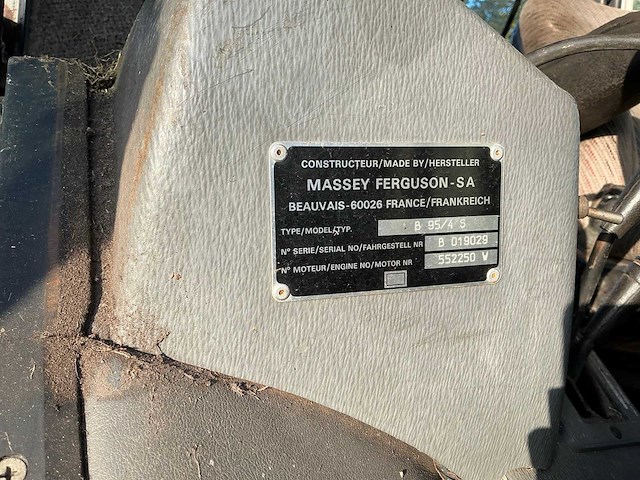 CONSTRUCTEUR/MADE BY/HERSTELLER
MASSEY FERGUSON-SA
BEAUVAIS-60026 FRANCE/FRANKREICH
TYPE/MODEL/TYP. B 95/4 S
N° SERIE/SERIAL NO/FAHRGESTELL NR B 019029
N° MOTEUR/ENGINE NO/MOTOR NR 552250 W